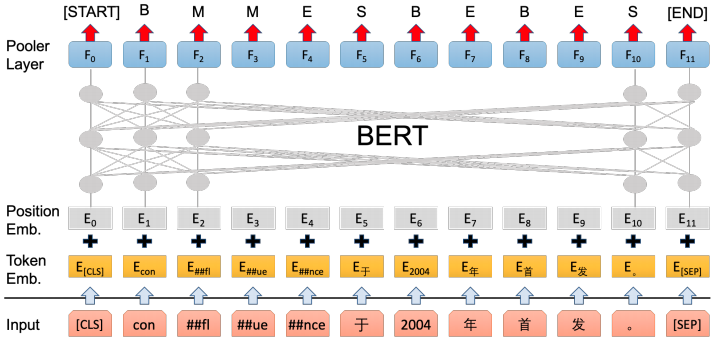 [START] B M M E S B E B E S [END]
Pooler Layer F0 F1 F2 F3 F4 F5 F6 F7 F8 F9 F10 F11
BERT
Position Emb. E0 E1 E2 E3 E4 E5 E6 E7 E8 E9 E10 E11
Token Emb. E[CLS] Econ E##fl E##ue E##nce E于 E2004 E年 E首 E发 E。 E[SEP]
Input [CLS] con ##fl ##ue ##nce 于 2004 年 首 发 。 [SEP]